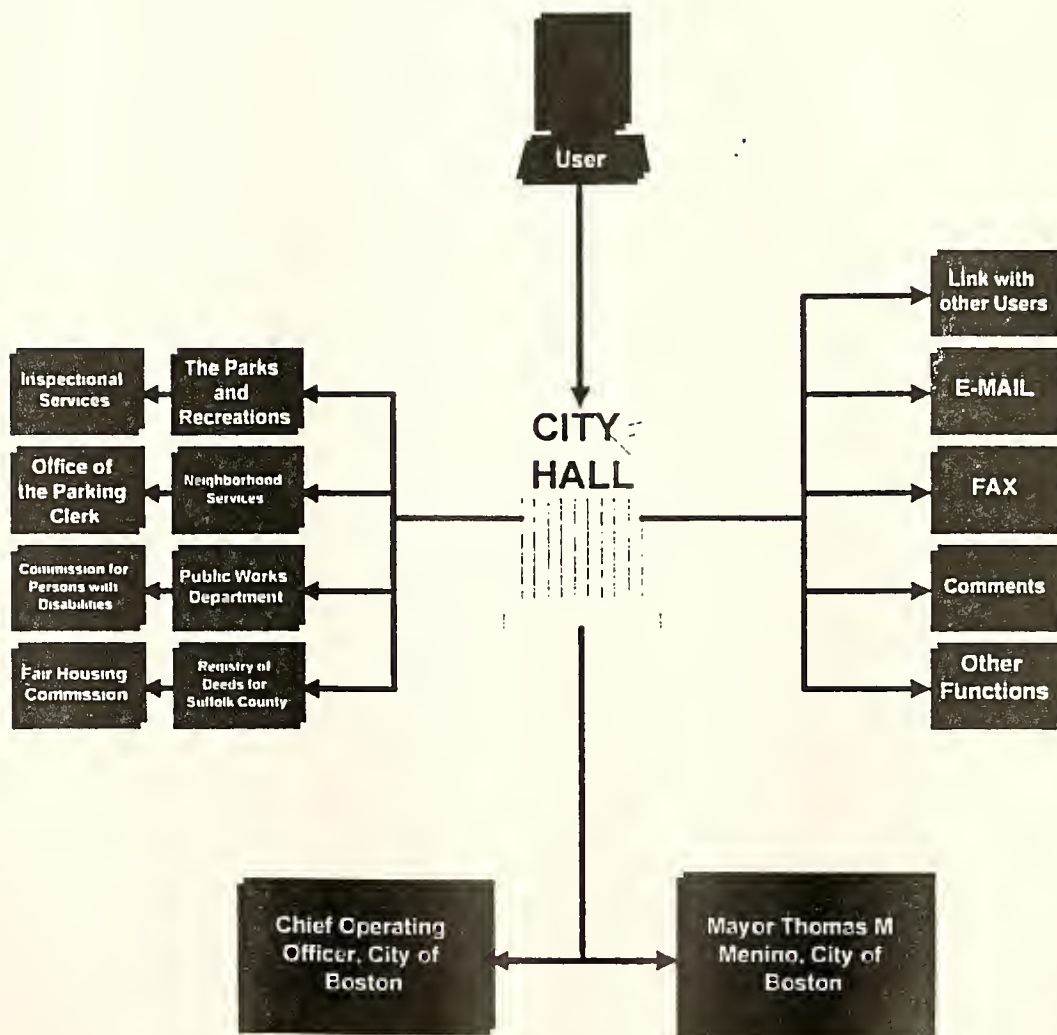 User
CITY
HALL
Inspectional
Services
The Parks
and
Recreations
Office of
the Parking
Clerk
Neighborhood
Services
Commission for
Persons with
Disabilities
Public Works
Department
Fair Housing
Commission
Registry of
Deeds for
Suffolk County
Link with
other Users
E-MAIL
FAX
Comments
Other
Functions
Chief Operating
Officer, City of
Boston
Mayor Thomas M
Menino, City of
Boston